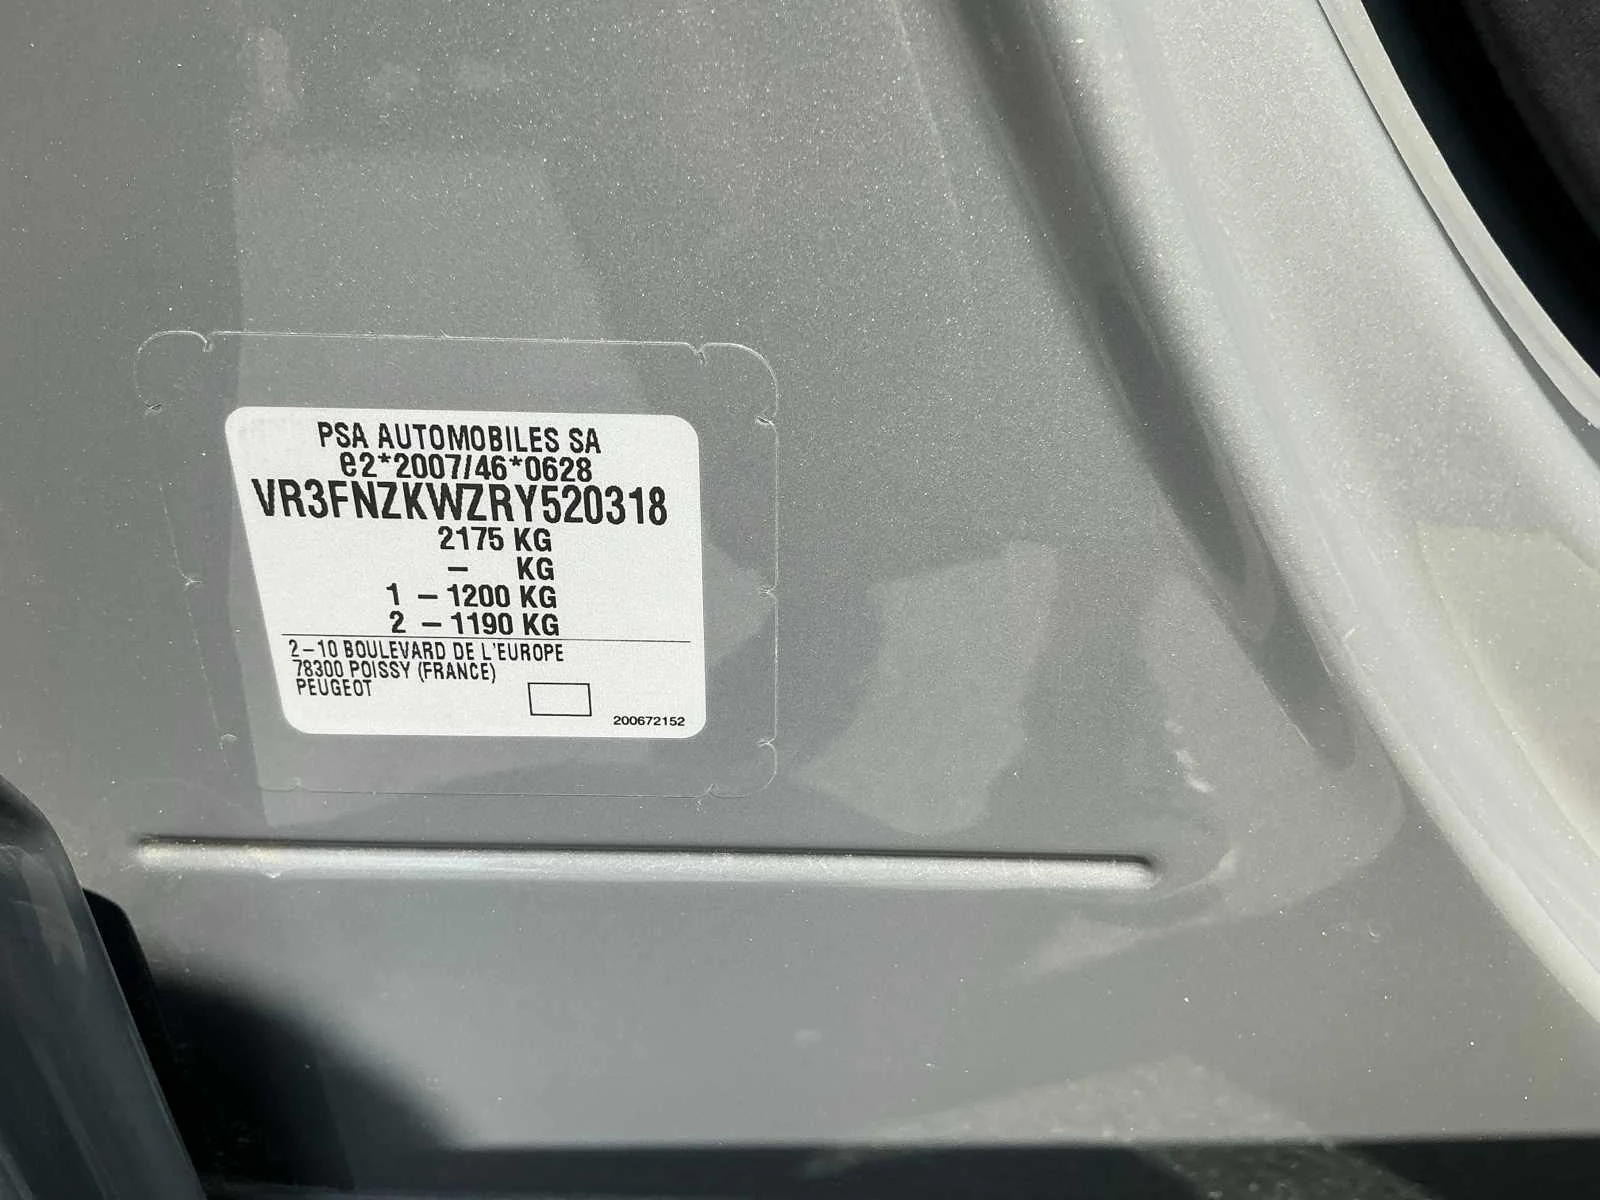 PSA AUTOMOBILES SA
e2*2007/46*0628
VR3FNZKWZRY520318
2175 KG
– KG
1 – 1200 KG
2 – 1190 KG
2–10 BOULEVARD DE L'EUROPE
78300 POISSY (FRANCE)
PEUGEOT
200672152